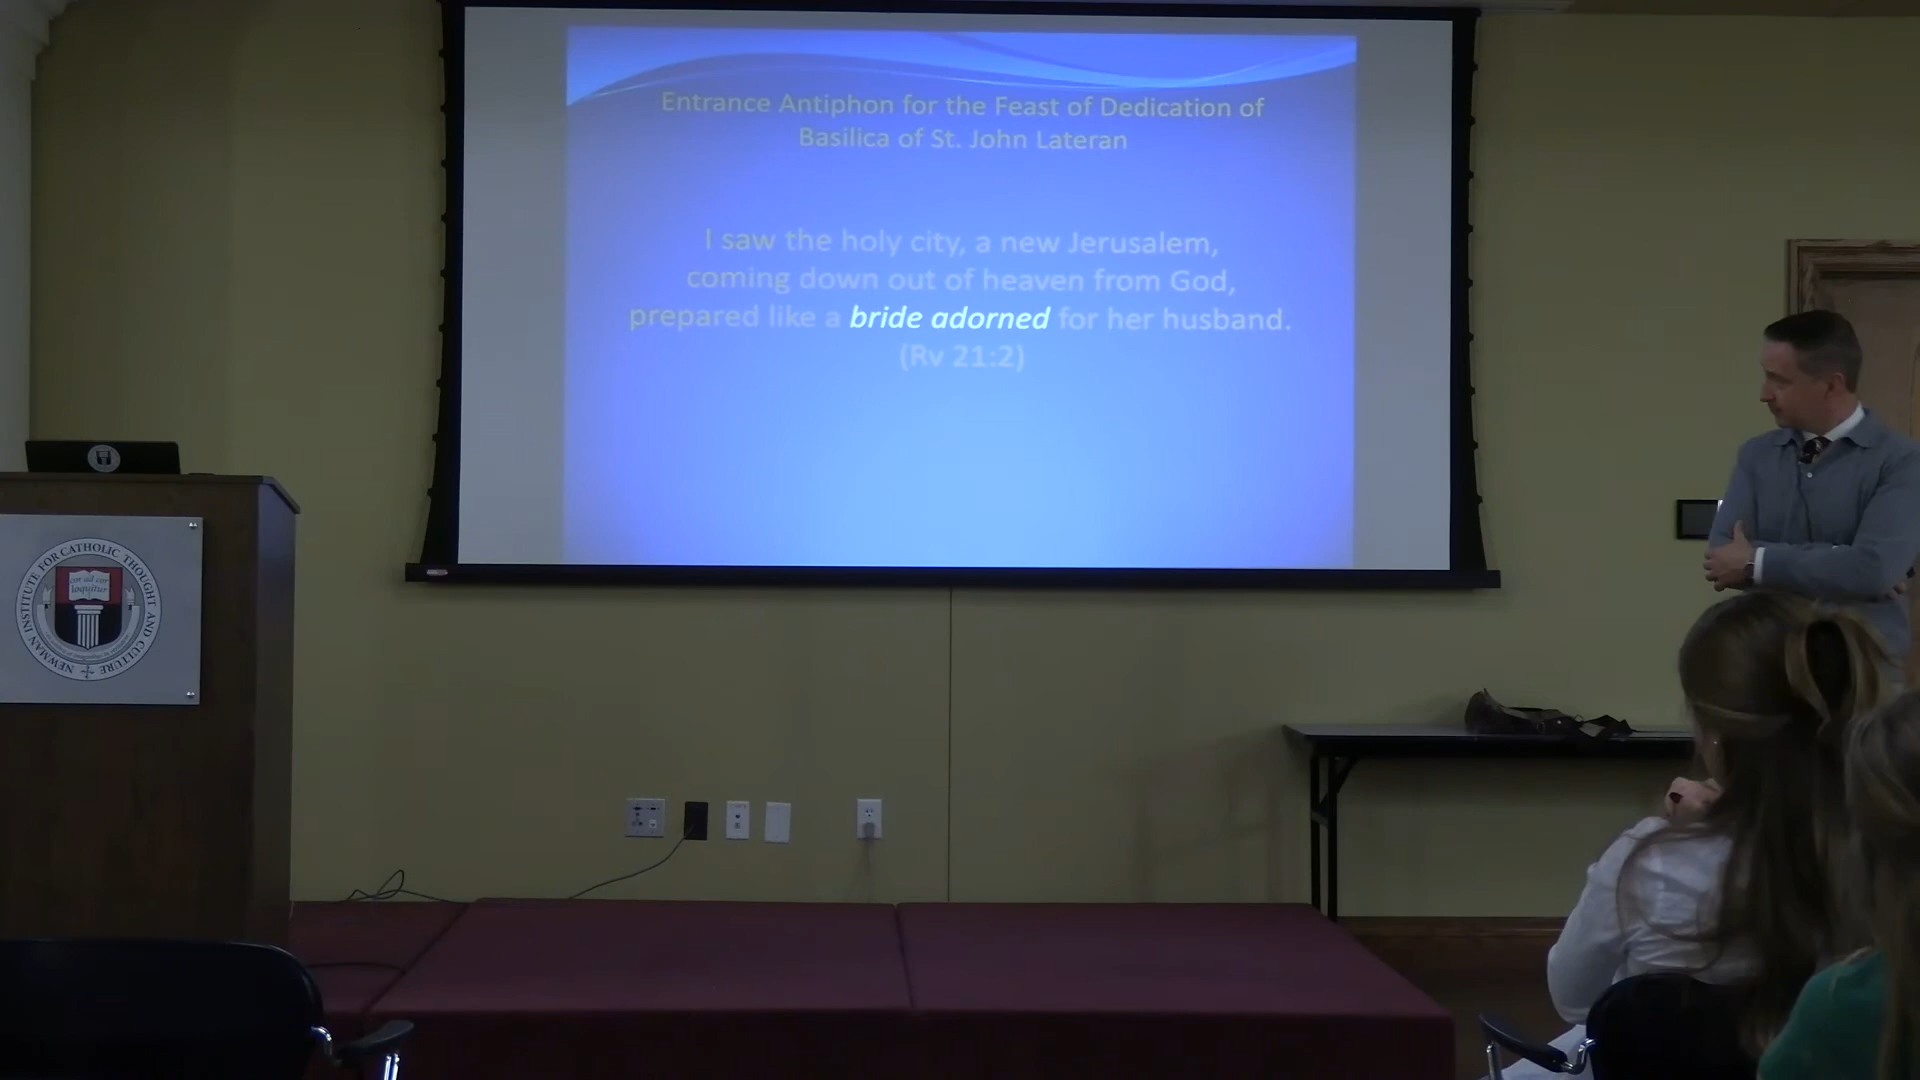 Entrance Antiphon for the Feast of Dedication of
Basilica of St. John Lateran
I saw the holy city, a new Jerusalem,
coming down out of heaven from God,
prepared like a bride adorned for her husband.
(Rv 21:2)
NEWMAN INSTITUTE FOR CATHOLIC THOUGHT AND CULTURE
cor ad cor
loquitur